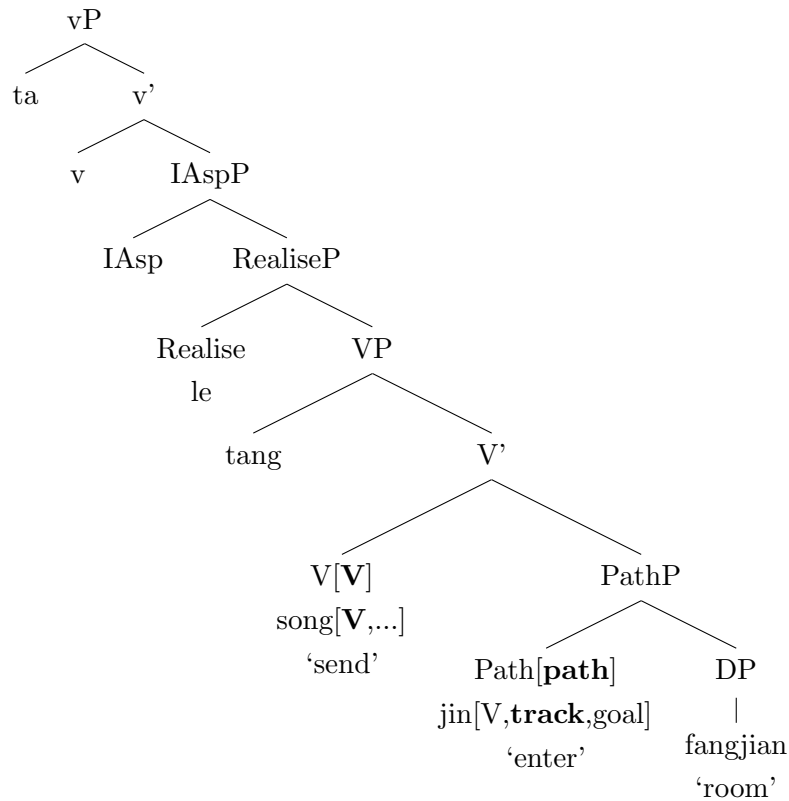 vP
ta v’
v IAspP
IAsp RealiseP
Realise VP
le
tang V’
V[V] PathP
song[V,...]
‘send’
Path[path] DP
jin[V,track,goal]
‘enter’
fangjian
‘room’